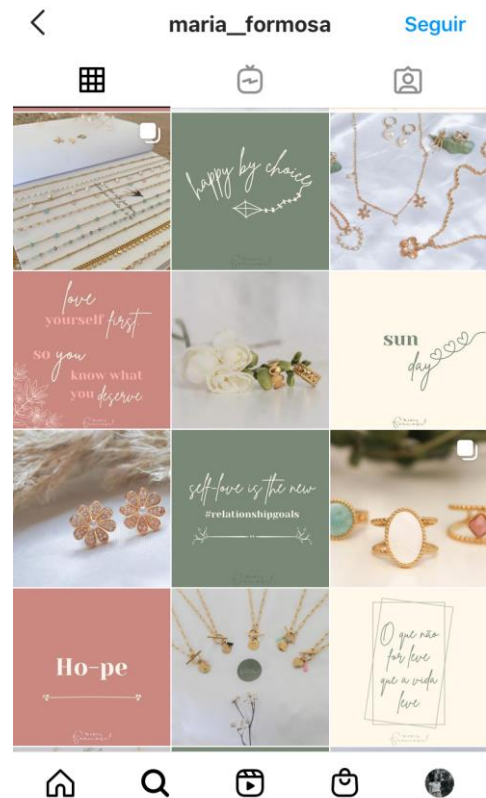 maria__formosa
Seguir
happy by choice
love
yourself first
so you
know what
you deserve
sun
day
self-love is the new
#relationshipgoals
Ho-pe
O que não
for leve
que a vida
leve